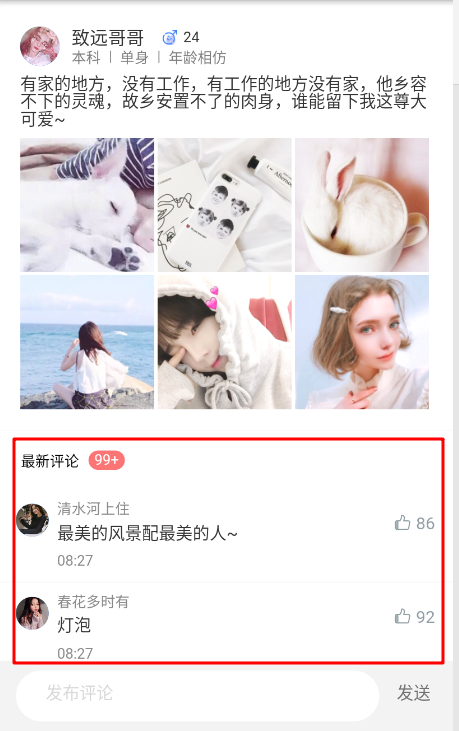 致远哥哥 24
本科 | 单身 | 年龄相仿
有家的地方，没有工作，有工作的地方没有家，他乡容
不下的灵魂，故乡安置不了的肉身，谁能留下我这尊大
可爱~
最新评论 99+
清水河上住
最美的风景配最美的人~ 86
08:27
春花多时有
灯泡 92
08:27
发布评论 发送